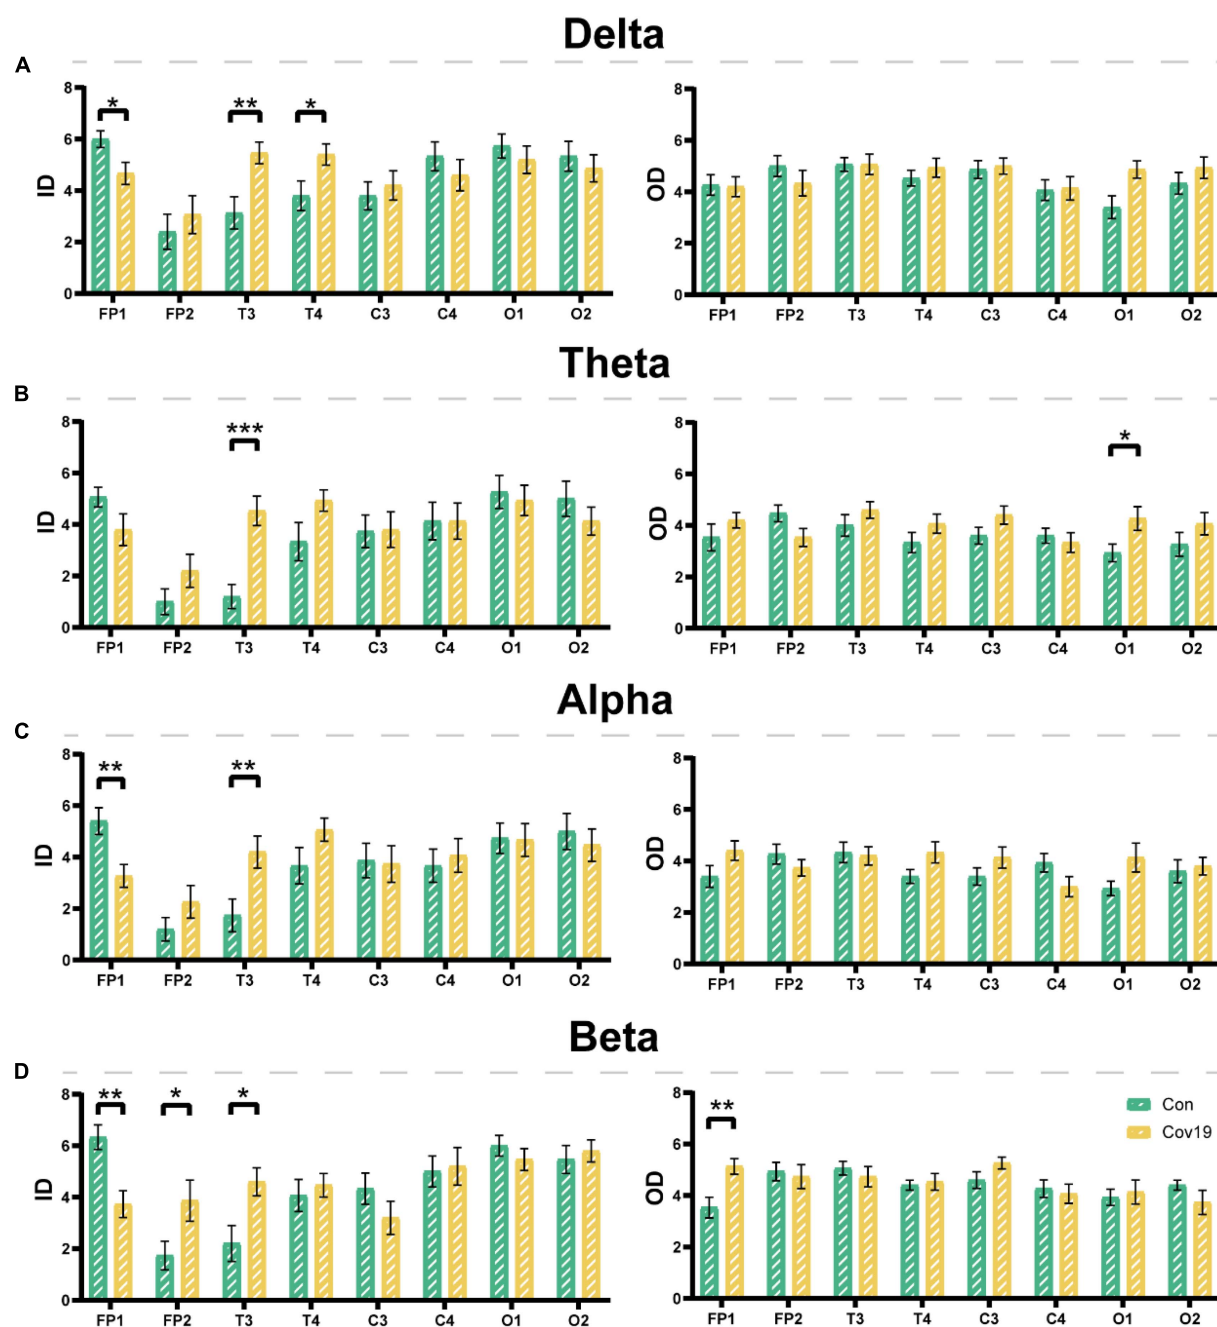 Delta
A
8
6
4
2
0
ID
* ** *
FP1 FP2 T3 T4 C3 C4 O1 O2
8
6
4
2
0
OD
FP1 FP2 T3 T4 C3 C4 O1 O2
Theta
B
8
6
4
2
0
ID
***
FP1 FP2 T3 T4 C3 C4 O1 O2
8
6
4
2
0
OD
*
FP1 FP2 T3 T4 C3 C4 O1 O2
Alpha
C
8
6
4
2
0
ID
** **
FP1 FP2 T3 T4 C3 C4 O1 O2
8
6
4
2
0
OD
FP1 FP2 T3 T4 C3 C4 O1 O2
Beta
D
8
6
4
2
0
ID
** * *
FP1 FP2 T3 T4 C3 C4 O1 O2
8
6
4
2
0
OD
**
Con
Cov19
FP1 FP2 T3 T4 C3 C4 O1 O2